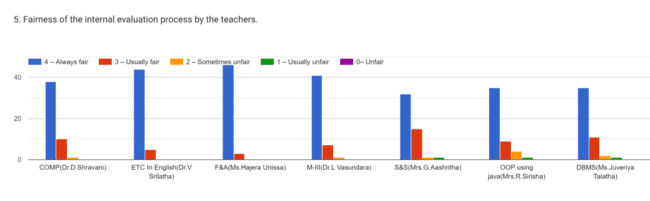 5. Fairness of the internal evaluation process by the teachers.
4 – Always fair 3 – Usually fair 2 – Sometimes unfair 1 – Usually unfair 0– Unfair
40
20
0
COMP(Dr.D.Shravani)
ETC In English(Dr.V
Srilatha)
F&A(Ms.Hajera Unissa)
M-III(Dr.L Vasundara)
S&S(Mrs.G.Aashritha)
OOP using
java(Mrs.R.Sirisha)
DBMS(Ms.Juveriya
Talatha)